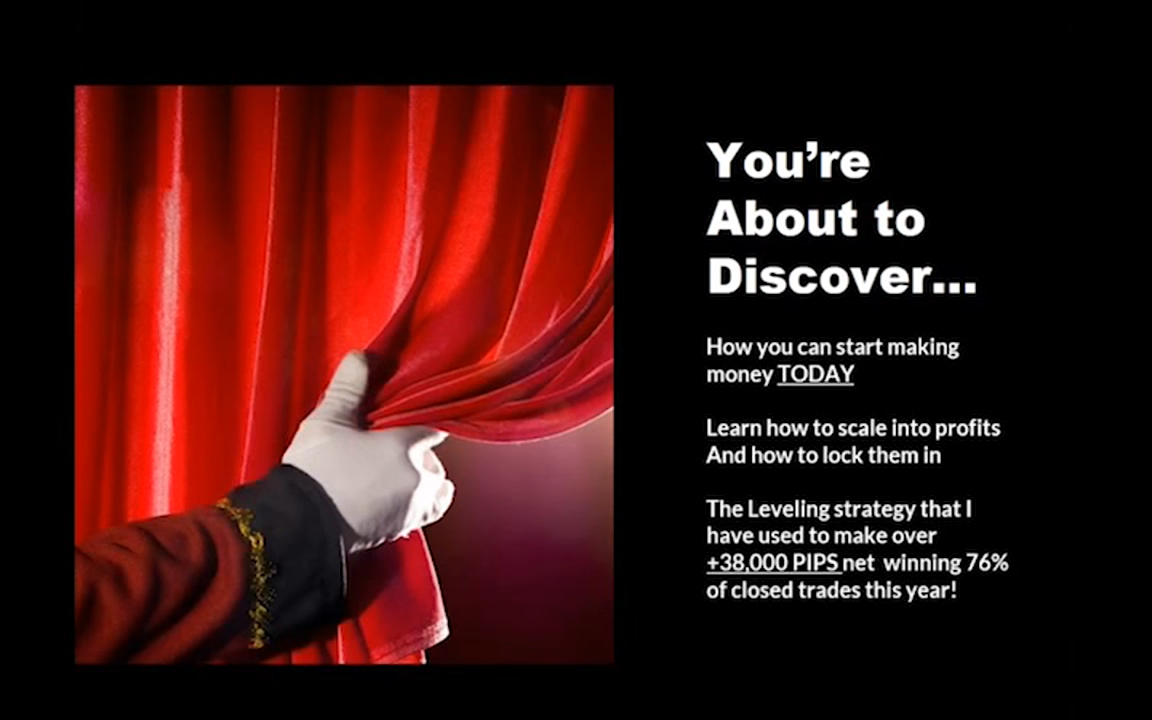 You’re
About to
Discover...
How you can start making
money TODAY
Learn how to scale into profits
And how to lock them in
The Leveling strategy that I
have used to make over
+38,000 PIPS net winning 76%
of closed trades this year!